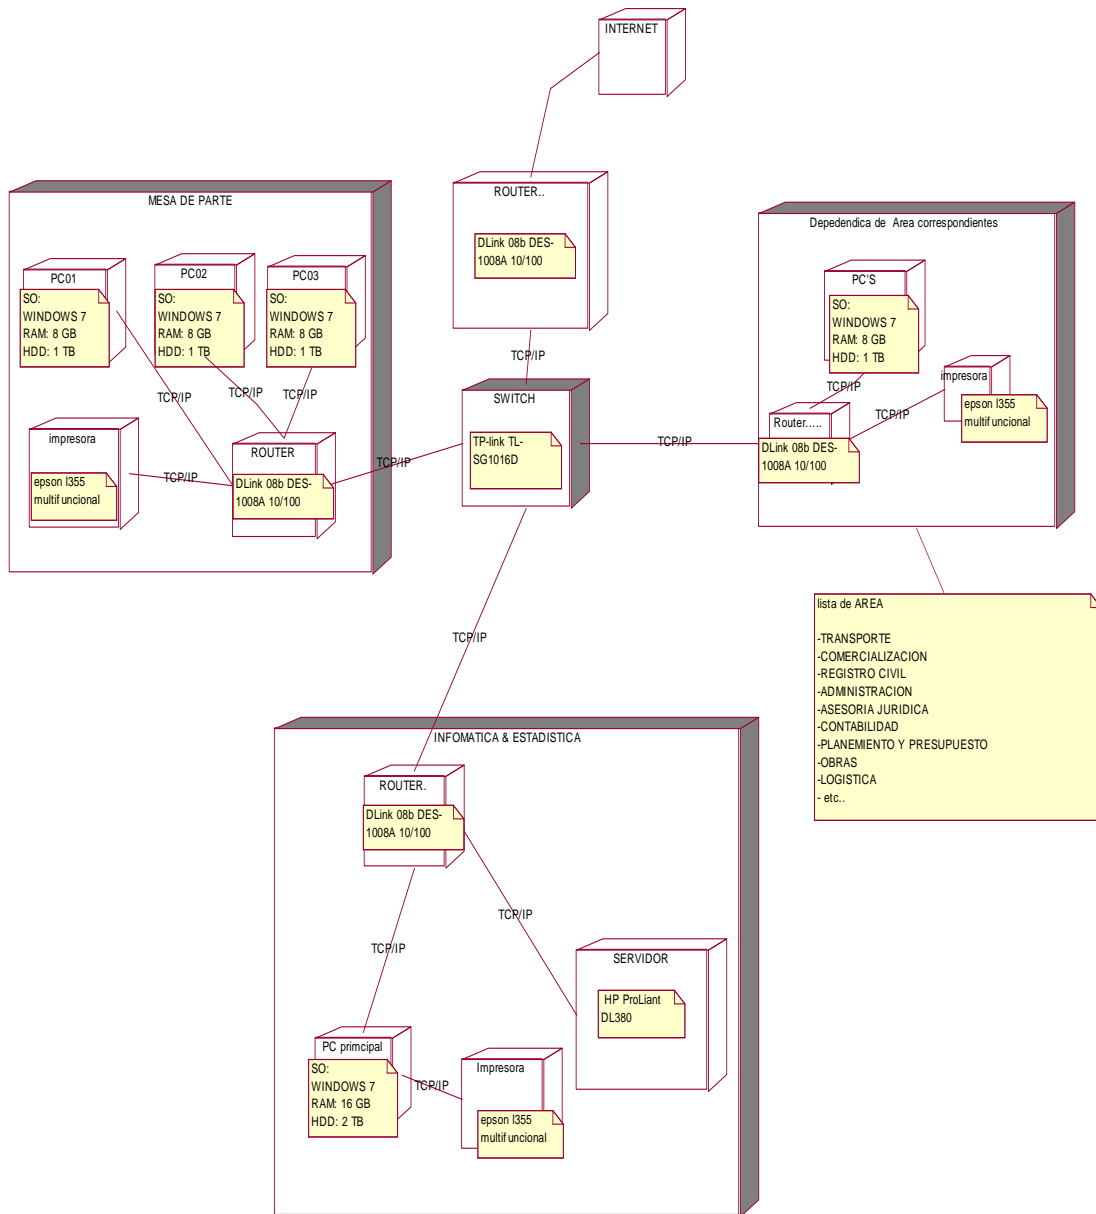 INTERNET
ROUTER..
DLink 08b DES-
1008A 10/100
TCP/IP
MESA DE PARTE
PC01
SO:
WINDOWS 7
RAM: 8 GB
HDD: 1 TB
PC02
SO:
WINDOWS 7
RAM: 8 GB
HDD: 1 TB
PC03
SO:
WINDOWS 7
RAM: 8 GB
HDD: 1 TB
TCP/IP
TCP/IP
impresora
epson l355
multifuncional
TCP/IP
ROUTER
DLink 08b DES-
1008A 10/100
TCP/IP
SWITCH
TP-link TL-
SG1016D
TCP/IP
Depedendica de Area correspondientes
PC'S
SO:
WINDOWS 7
RAM: 8 GB
HDD: 1 TB
TCP/IP
impresora
epson l355
multifuncional
TCP/IP
Router.....
DLink 08b DES-
1008A 10/100
lista de AREA
-TRANSPORTE
-COMERCIALIZACION
-REGISTRO CIVIL
-ADMINISTRACION
-ASESORIA JURIDICA
-CONTABILIDAD
-PLANEMIENTO Y PRESUPUESTO
-OBRAS
-LOGISTICA
- etc..
TCP/IP
INFOMATICA & ESTADISTICA
ROUTER.
DLink 08b DES-
1008A 10/100
TCP/IP
TCP/IP
SERVIDOR
HP ProLiant
DL380
PC principal
SO:
WINDOWS 7
RAM: 16 GB
HDD: 2 TB
TCP/IP
Impresora
epson l355
multifuncional